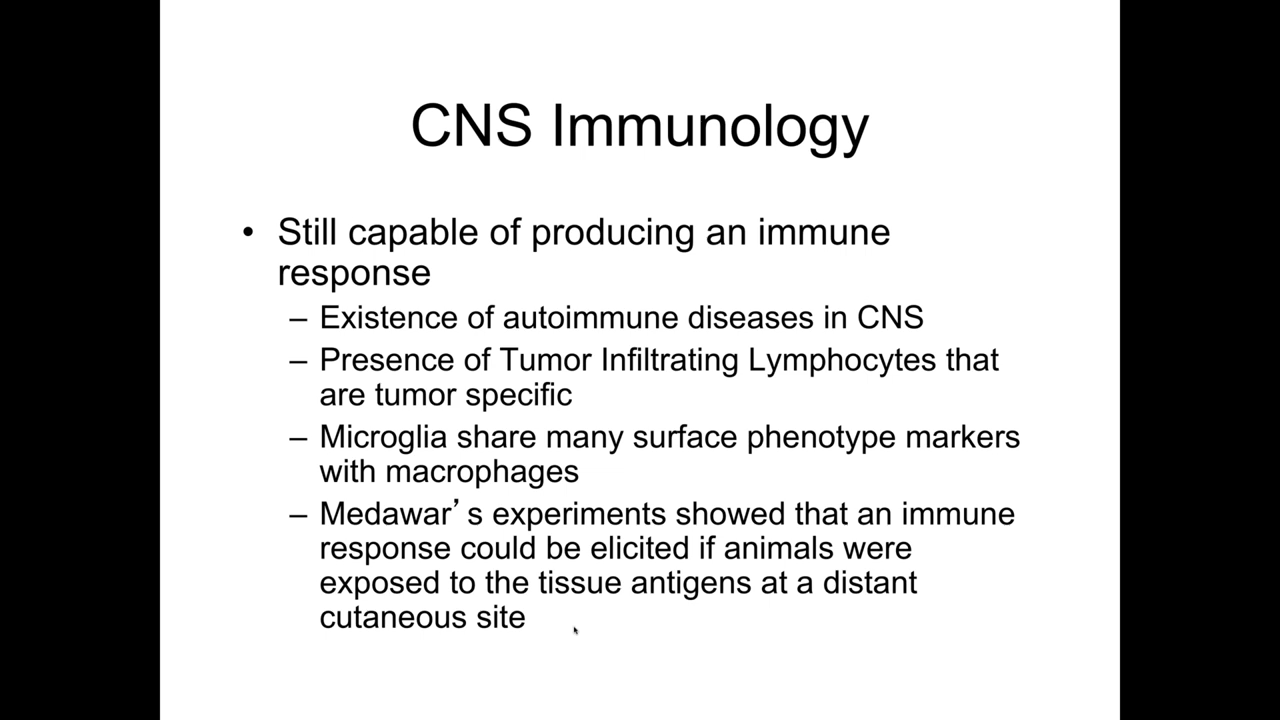 CNS Immunology
• Still capable of producing an immune
response
– Existence of autoimmune diseases in CNS
– Presence of Tumor Infiltrating Lymphocytes that
are tumor specific
– Microglia share many surface phenotype markers
with macrophages
– Medawar’s experiments showed that an immune
response could be elicited if animals were
exposed to the tissue antigens at a distant
cutaneous site